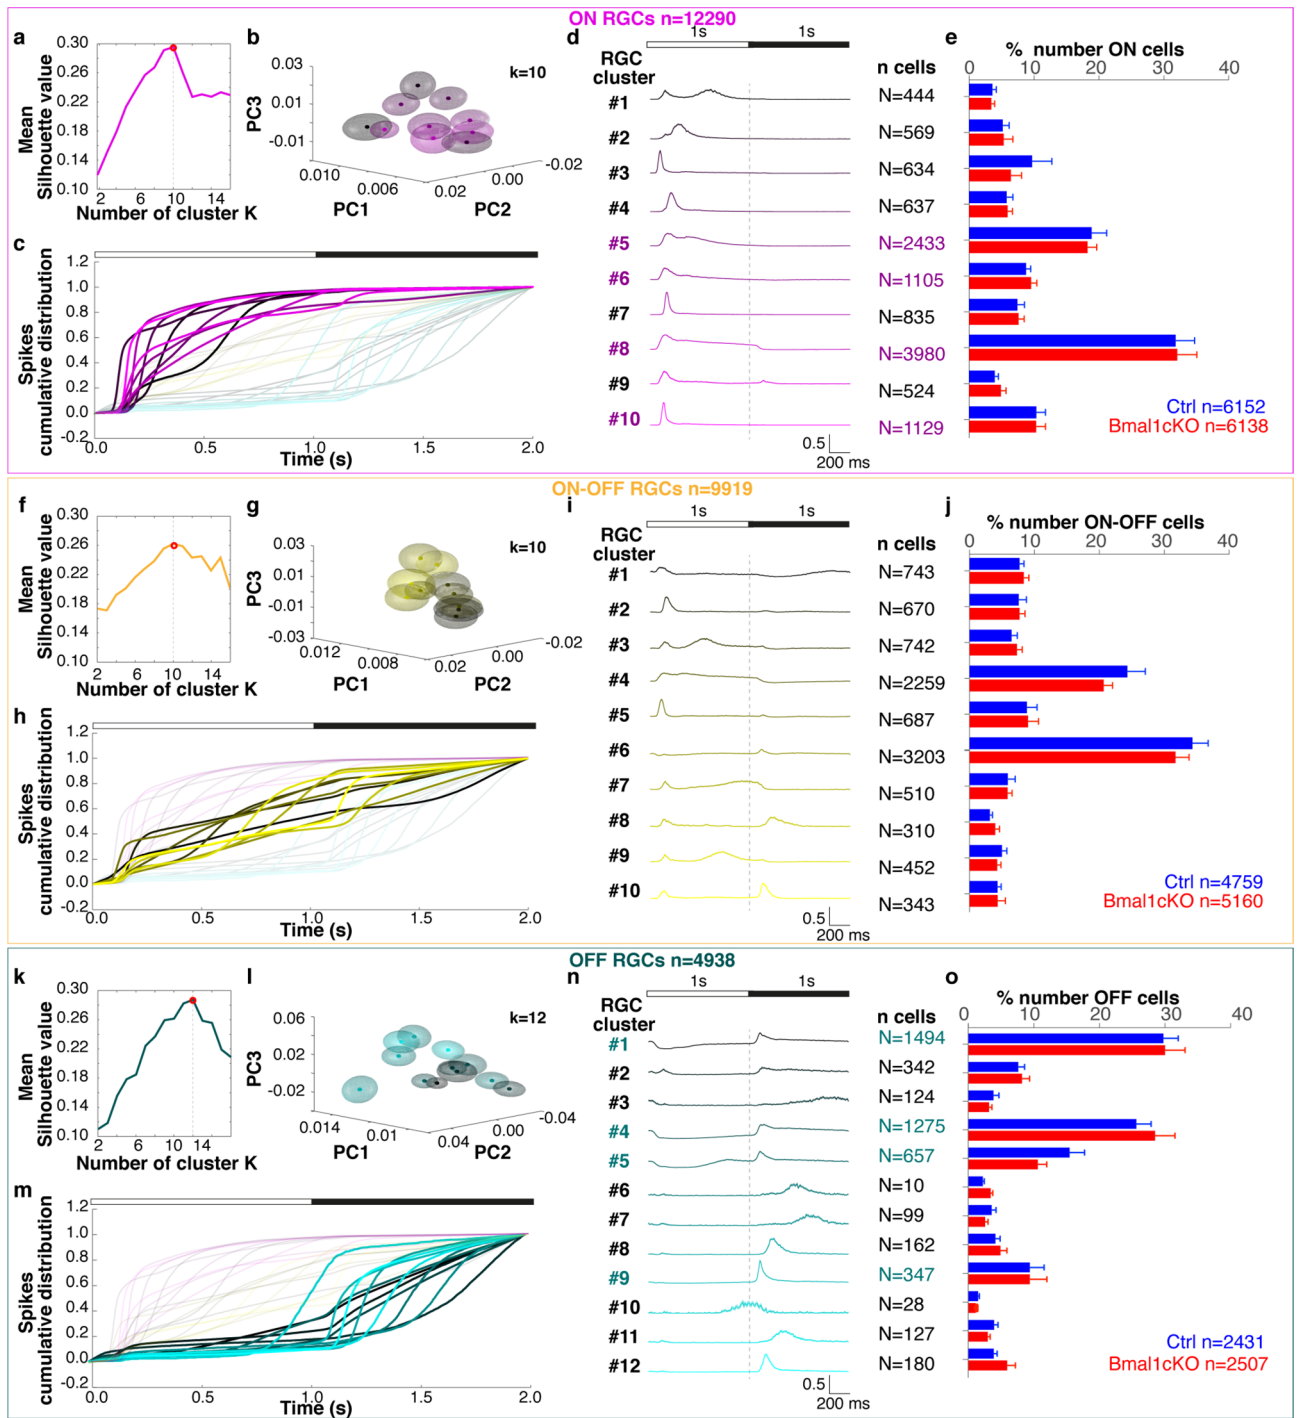 ON RGCs n=12290
a
Mean
Silhouette value
0.30
0.26
0.22
0.18
0.14
0.10
2 6 10 14
Number of cluster K
b
k=10
PC3
0.03
0.01
-0.01
0.010
0.006
0.02
0.00
-0.02
PC1
PC2
c
Spikes
cumulative distribution
1.2
1.0
0.8
0.6
0.4
0.2
0.0
-0.2
0.0 0.5 1.0 1.5 2.0
Time (s)
d
1s 1s
RGC
cluster
#1
#2
#3
#4
#5
#6
#7
#8
#9
#10
0.5
200 ms
e
% number ON cells
0 10 20 30 40
n cells
N=444
N=569
N=634
N=637
N=2433
N=1105
N=835
N=3980
N=524
N=1129
Ctrl n=6152
Bmal1cKO n=6138
ON-OFF RGCs n=9919
f
Mean
Silhouette value
0.30
0.26
0.22
0.18
0.14
0.10
2 6 10 14
Number of cluster K
g
k=10
PC3
0.03
0.01
-0.01
-0.03
0.012
0.008
0.02
0.00
-0.02
PC1
PC2
h
Spikes
cumulative distribution
1.2
1.0
0.8
0.6
0.4
0.2
0.0
-0.2
0.0 0.5 1.0 1.5 2.0
Time (s)
i
1s 1s
RGC
cluster
#1
#2
#3
#4
#5
#6
#7
#8
#9
#10
0.5
200 ms
j
% number ON-OFF cells
0 10 20 30 40
n cells
N=743
N=670
N=742
N=2259
N=687
N=3203
N=510
N=310
N=452
N=343
Ctrl n=4759
Bmal1cKO n=5160
OFF RGCs n=4938
k
Mean
Silhouette value
0.30
0.26
0.22
0.18
0.14
0.10
2 6 10 14
Number of cluster K
l
k=12
PC3
0.06
0.02
-0.02
0.014
0.01
0.04
0.00
-0.04
PC1
PC2
m
Spikes
cumulative distribution
1.2
1.0
0.8
0.6
0.4
0.2
0.0
-0.2
0.0 0.5 1.0 1.5 2.0
Time (s)
n
1s 1s
RGC
cluster
#1
#2
#3
#4
#5
#6
#7
#8
#9
#10
#11
#12
0.5
200 ms
o
% number OFF cells
0 10 20 30 40
n cells
N=1494
N=342
N=124
N=1275
N=657
N=10
N=99
N=162
N=347
N=28
N=127
N=180
Ctrl n=2431
Bmal1cKO n=2507